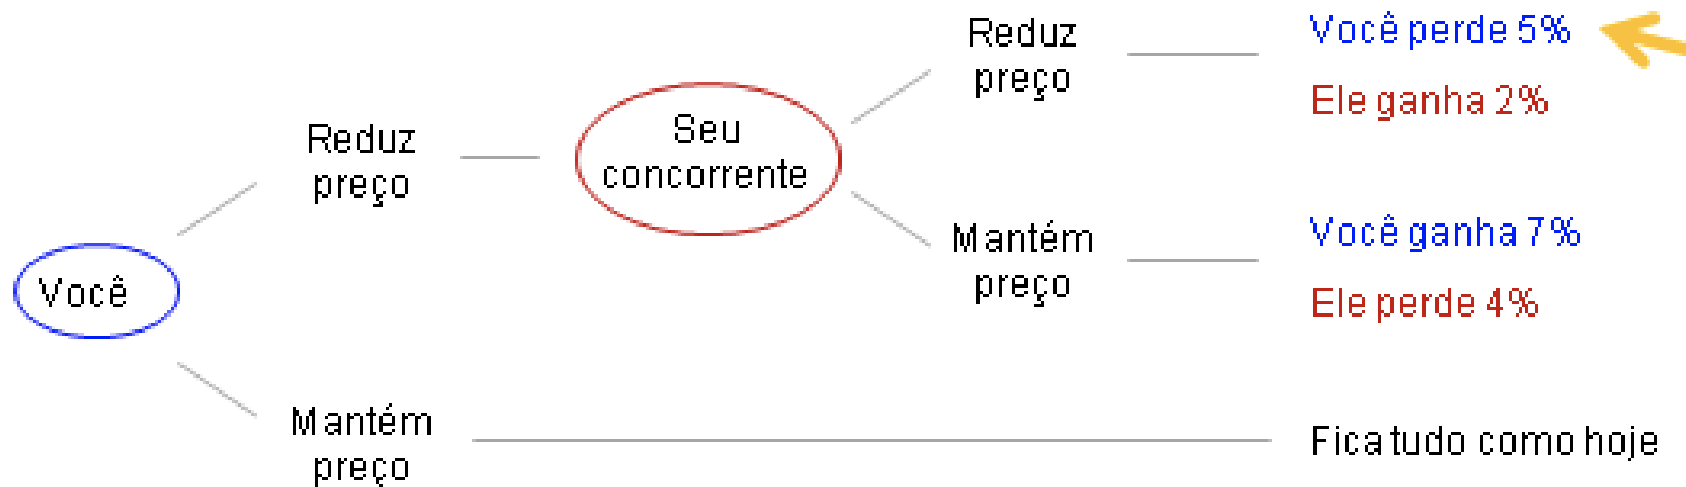 Você
Reduz
preço
Seu
concorrente
Reduz
preço
Você perde 5%
Ele ganha 2%
Mantém
preço
Você ganha 7%
Ele perde 4%
Mantém
preço
Fica tudo como hoje